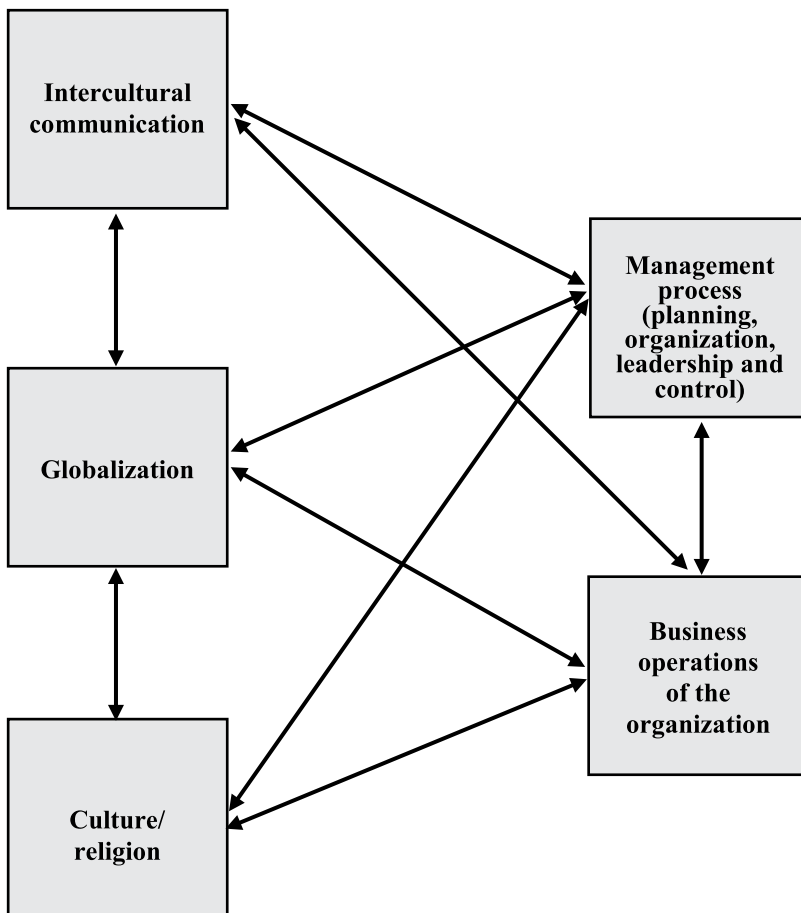 Intercultural
communication
Management
process
(planning,
organization,
leadership and
control)
Globalization
Business
operations
of the
organization
Culture/
religion